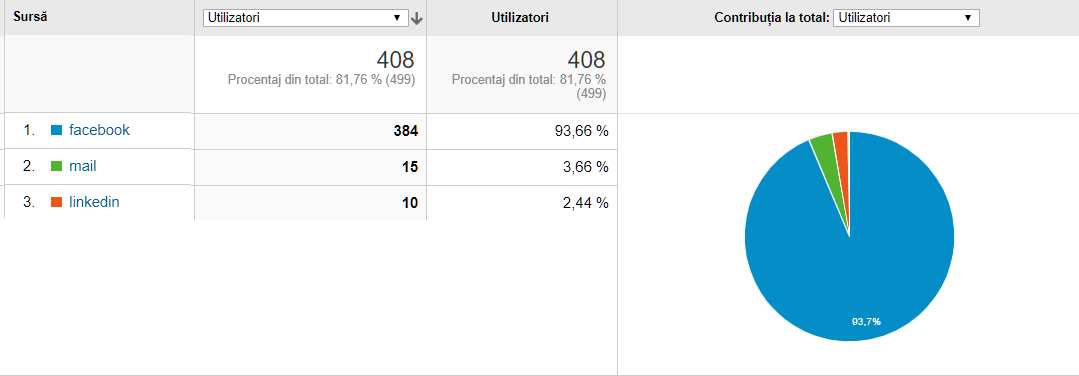 Sursă
Utilizatori
Utilizatori
Contribuția la total: Utilizatori
408
Procentaj din total: 81,76 % (499)
408
Procentaj din total: 81,76 %
(499)
1. facebook 384 93,66 %
2. mail 15 3,66 %
3. linkedin 10 2,44 %
93,7%